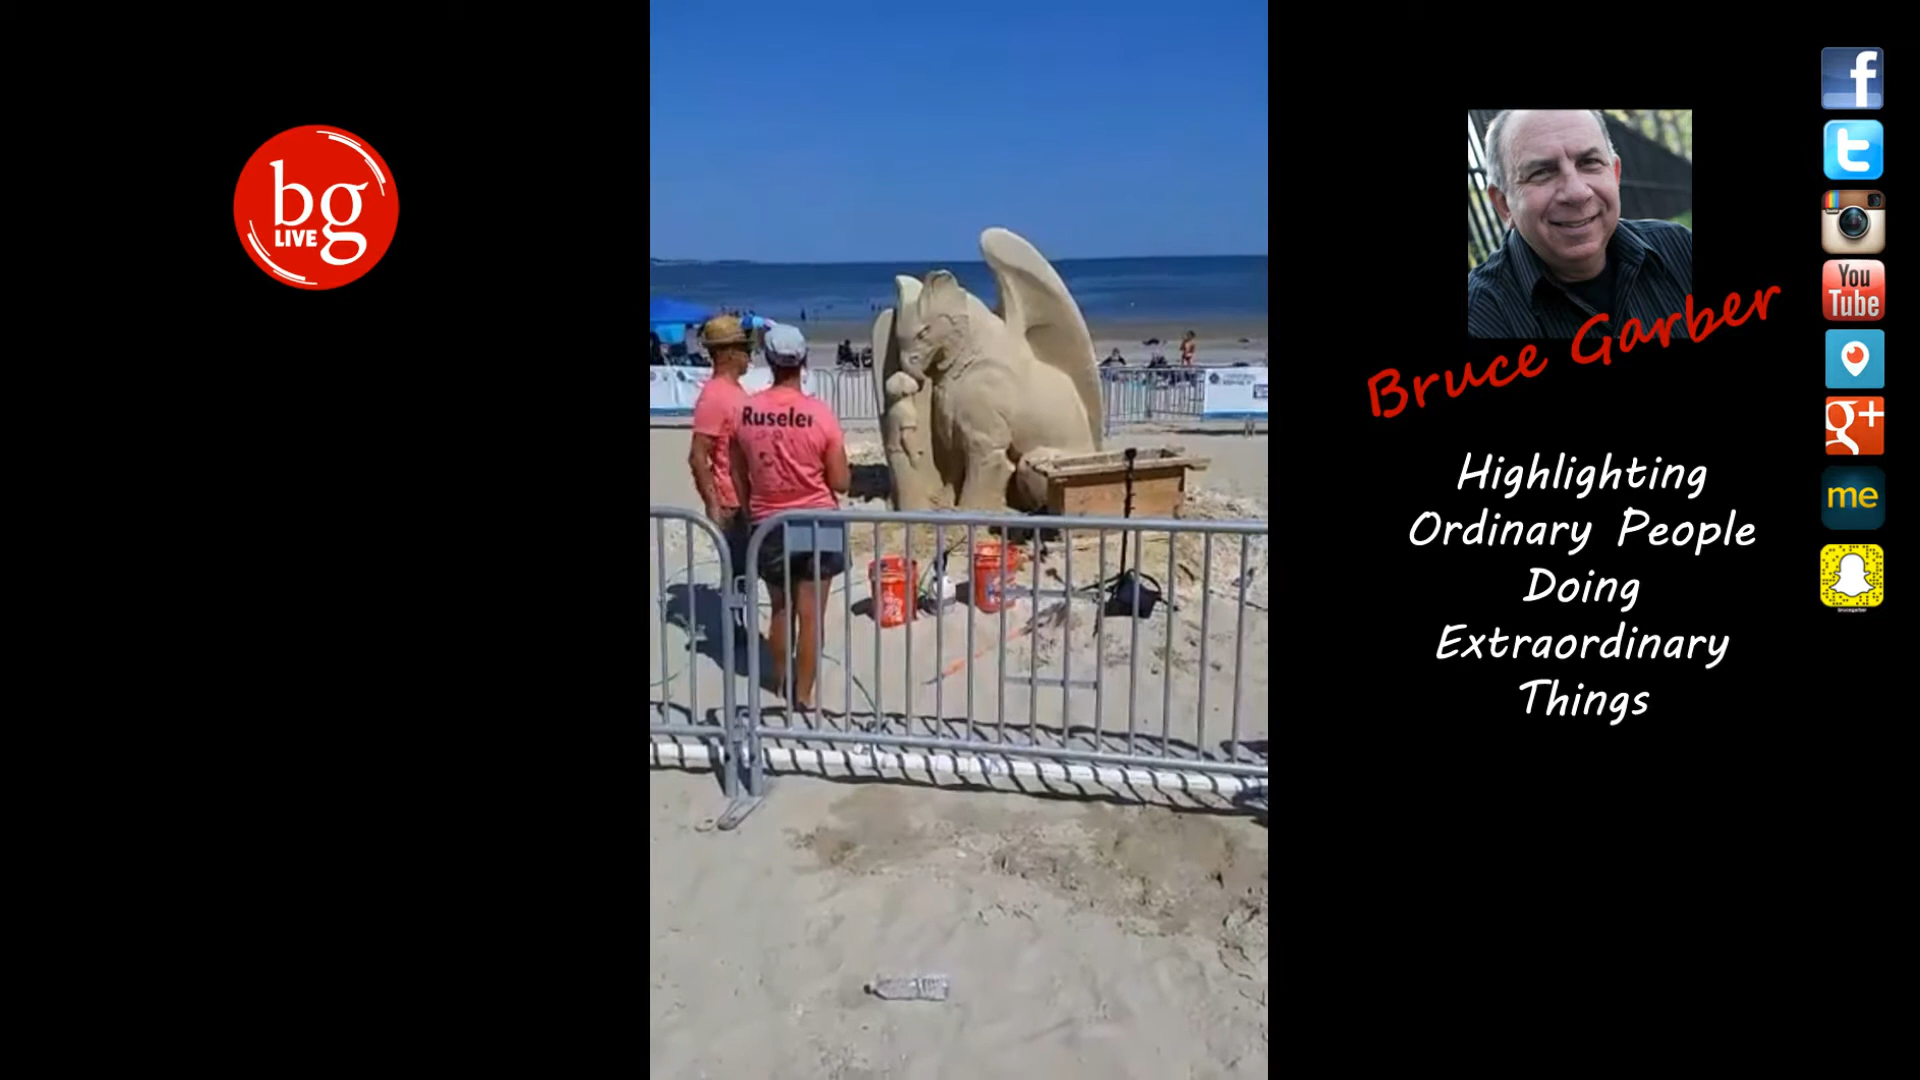 bg
LIVE
Ruseler
Bruce Garber
Highlighting
Ordinary People
Doing
Extraordinary
Things
f
t
You
Tube
g+
me